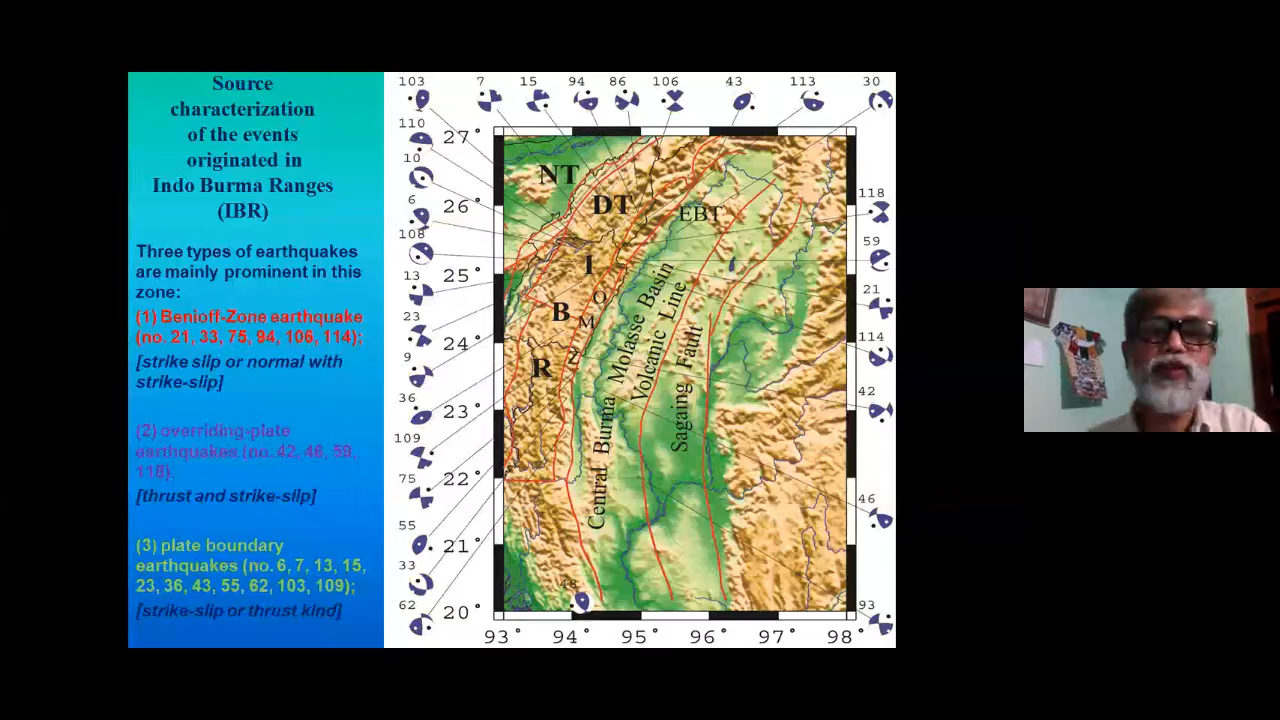 Source
characterization
of the events
originated in
Indo Burma Ranges
(IBR)
Three types of earthquakes
are mainly prominent in this
zone:
(1) Benioff-Zone earthquake
(no. 21, 33, 75, 94, 106, 114);
[strike slip or normal with
strike-slip]
(2) overriding-plate
earthquakes (no. 42, 48, 59,
118).
[thrust and strike-slip]
(3) plate boundary
earthquakes (no. 6, 7, 13, 15,
23, 36, 43, 55, 62, 103, 109);
[strike-slip or thrust kind]
103 7 15 94 86 106 43 113 30
110
10
6
108
13
23
9
36
109
75
55
33
62
27°
26°
25°
24°
23°
22°
21°
20°
NT
DT
EBT
I
B
R
O
M
Central Burma Molasse Basin
Volcanic Line
Sagaing Fault
48
118
59
21
114
42
46
93
93° 94° 95° 96° 97° 98°